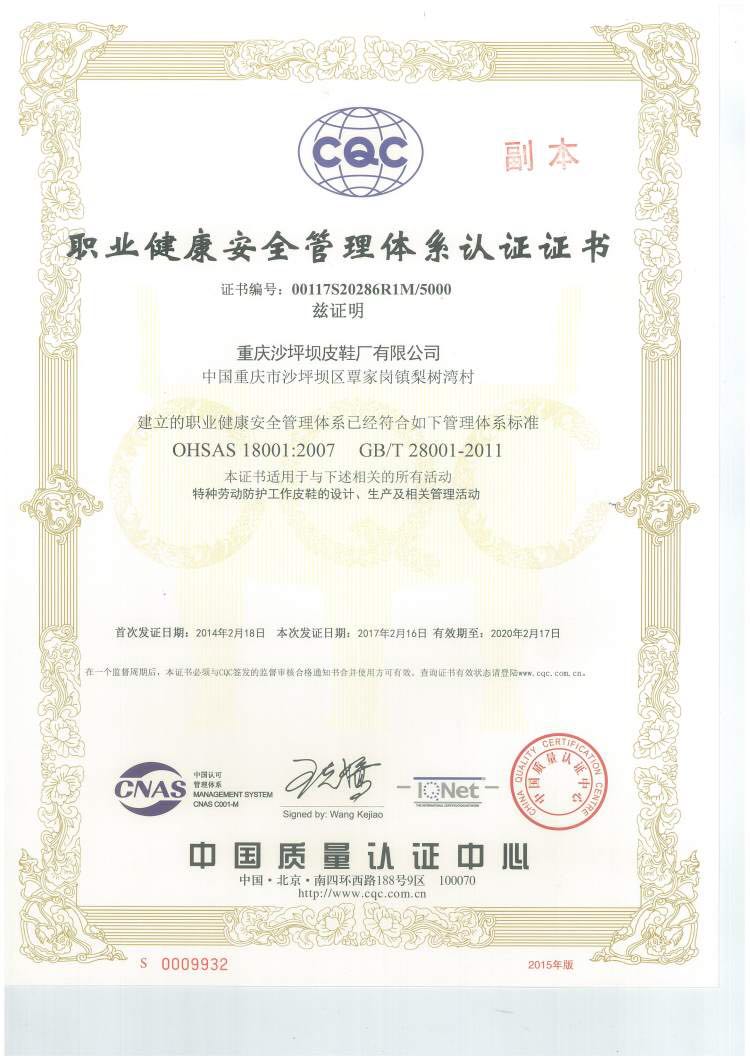 CQC
副本
职业健康安全管理体系认证证书
证书编号：00117S20286R1M/5000
兹证明
重庆沙坪坝皮鞋厂有限公司
中国重庆市沙坪坝区覃家岗镇梨树湾村
建立的职业健康安全管理体系已经符合如下管理体系标准
OHSAS 18001:2007 GB/T 28001-2011
本证书适用于与下述相关的所有活动
特种劳动防护工作皮鞋的设计、生产及相关管理活动
首次发证日期：2014年2月18日 本次发证日期：2017年2月16日 有效期至：2020年2月17日
在一个监督周期后，本证书必须与CQC签发的监督审核合格通知书合并使用方可有效。查询证书有效状态请登陆www.cqc.com.cn。
CNAS
中国认可
管理体系
MANAGEMENT SYSTEM
CNAS C001-M
Signed by: Wang Kejiao
IQNet
THE INTERNATIONAL CERTIFICATION NETWORK
CHINA QUALITY CERTIFICATION CENTRE
中国质量认证中心
中国质量认证中心
中国·北京·南四环西路188号9区 100070
http://www.cqc.com.cn
S 0009932
2015年版